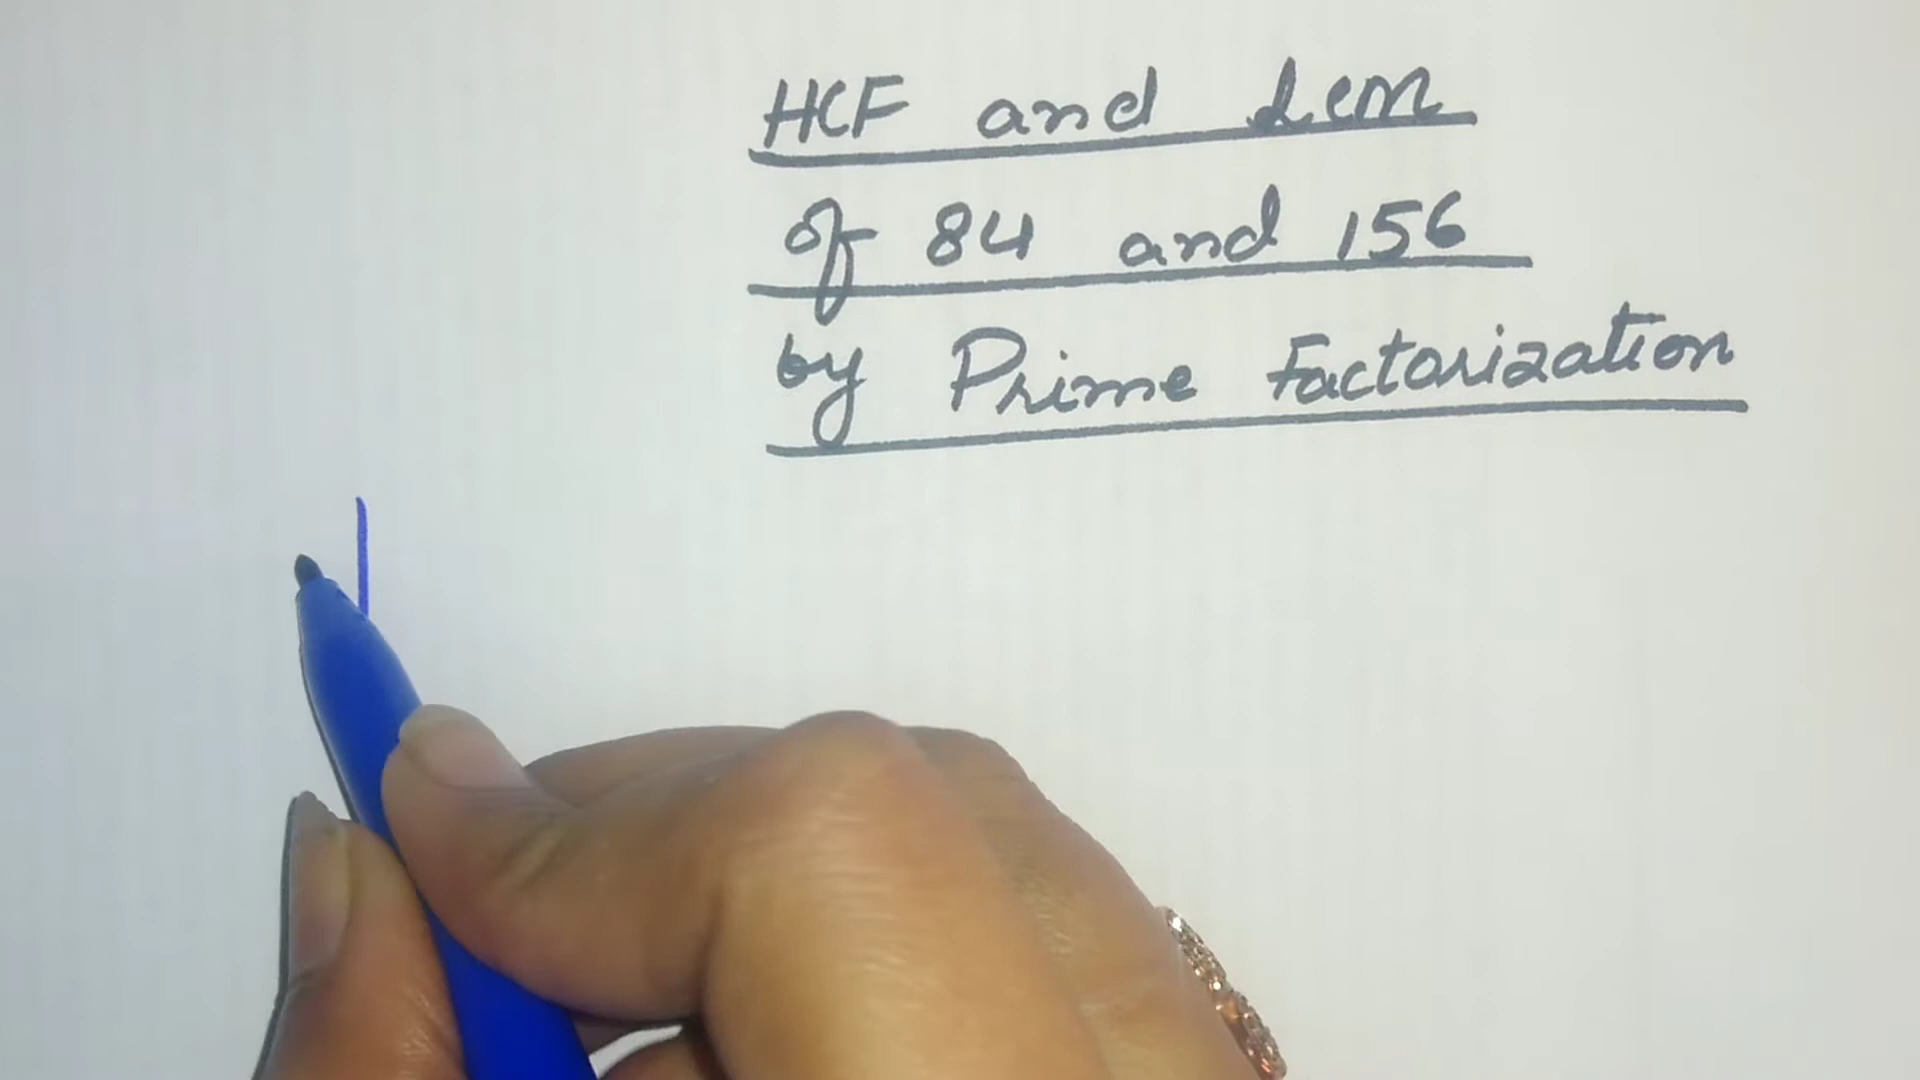 HCF and LCM
of 84 and 156
by Prime Factorization